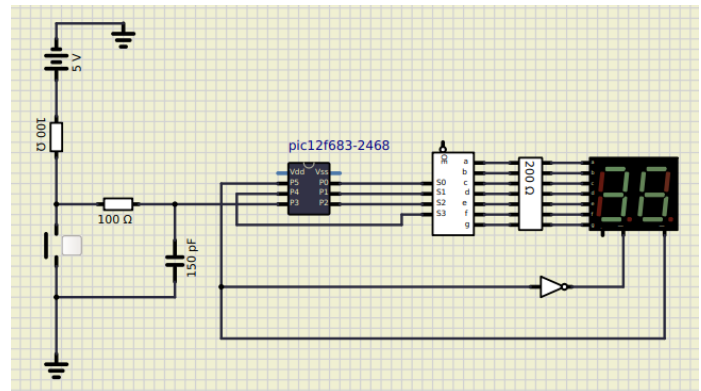 5 V
100 Ω
100 Ω
150 pF
pic12f683-2468
Vdd Vss
P5 P0
P4 P1
P3 P2
OE
S0
S1
S2
S3
a
b
c
d
e
f
g
200 Ω
36